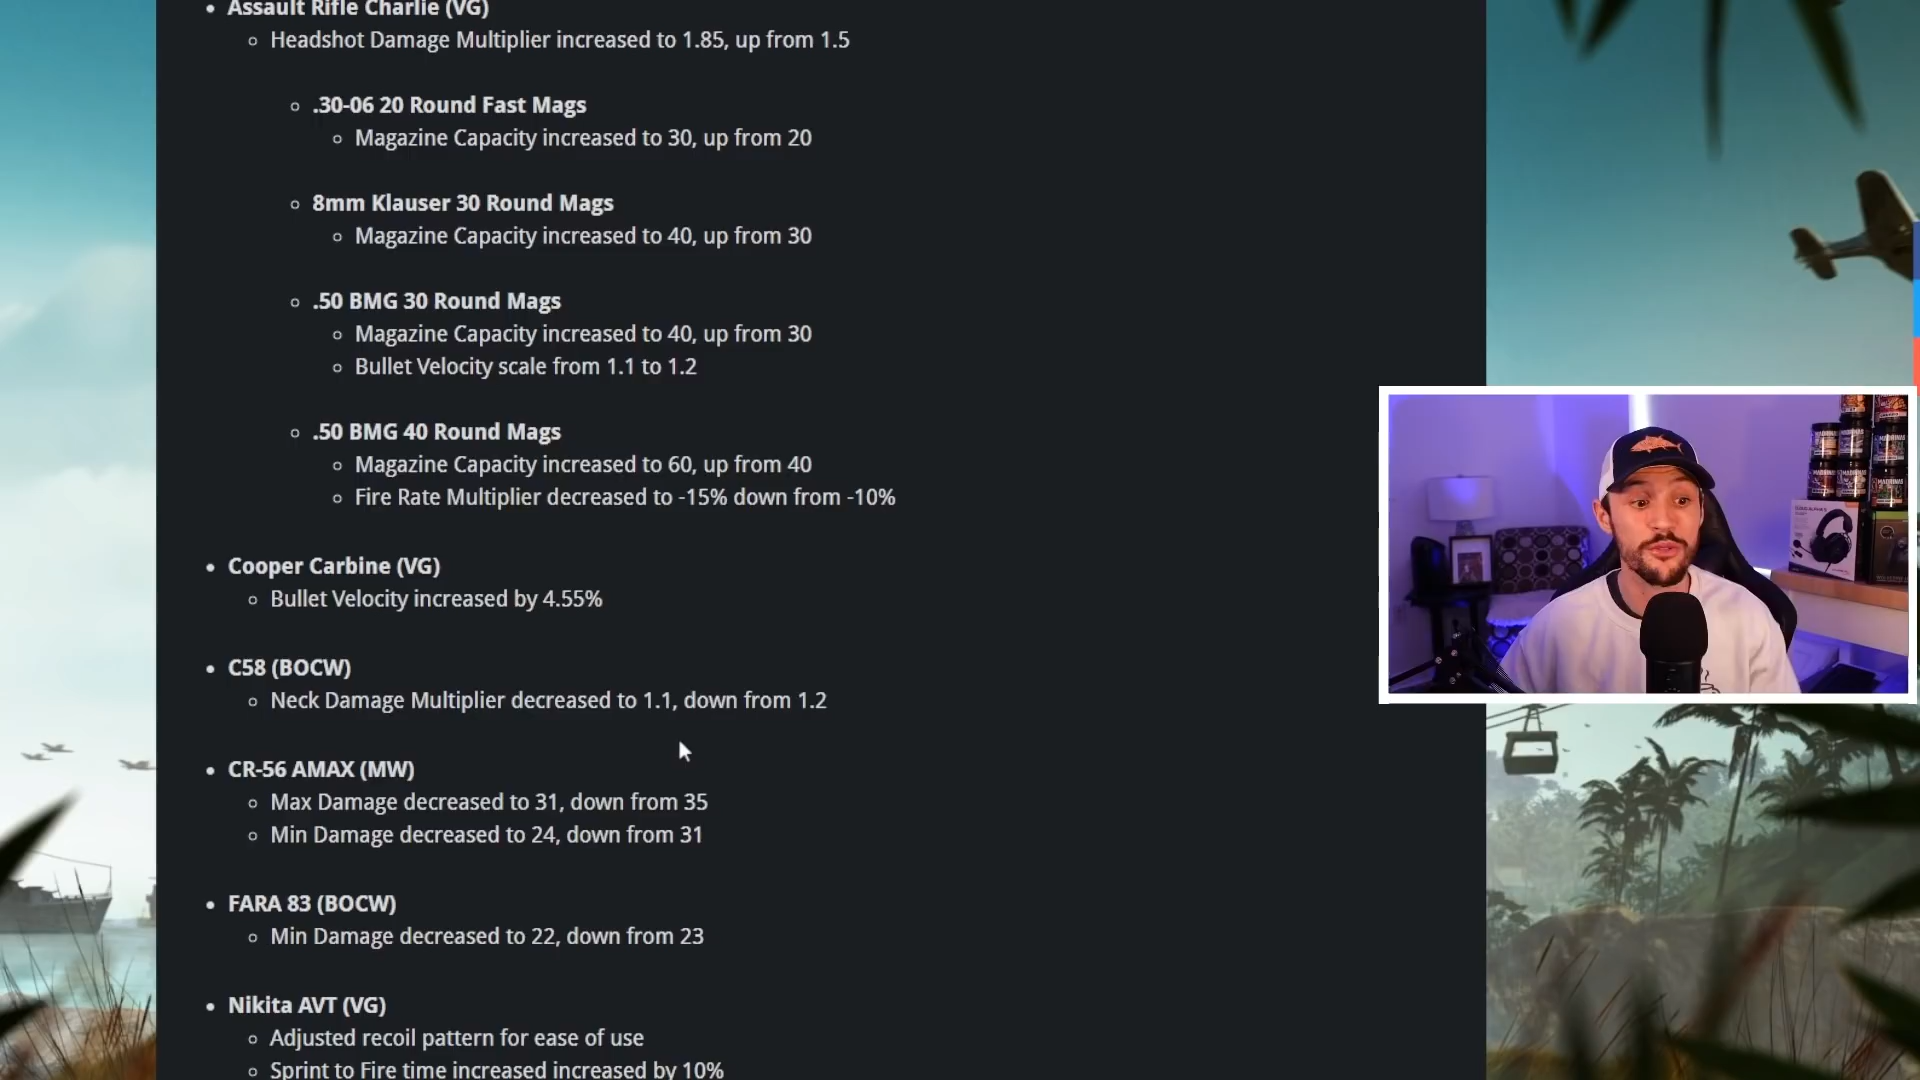 Assault Rifle Charlie (VG)
Headshot Damage Multiplier increased to 1.85, up from 1.5
.30-06 20 Round Fast Mags
Magazine Capacity increased to 30, up from 20
8mm Klauser 30 Round Mags
Magazine Capacity increased to 40, up from 30
.50 BMG 30 Round Mags
Magazine Capacity increased to 40, up from 30
Bullet Velocity scale from 1.1 to 1.2
.50 BMG 40 Round Mags
Magazine Capacity increased to 60, up from 40
Fire Rate Multiplier decreased to -15% down from -10%
Cooper Carbine (VG)
Bullet Velocity increased by 4.55%
C58 (BOCW)
Neck Damage Multiplier decreased to 1.1, down from 1.2
CR-56 AMAX (MW)
Max Damage decreased to 31, down from 35
Min Damage decreased to 24, down from 31
FARA 83 (BOCW)
Min Damage decreased to 22, down from 23
Nikita AVT (VG)
Adjusted recoil pattern for ease of use
Sprint to Fire time increased increased by 10%